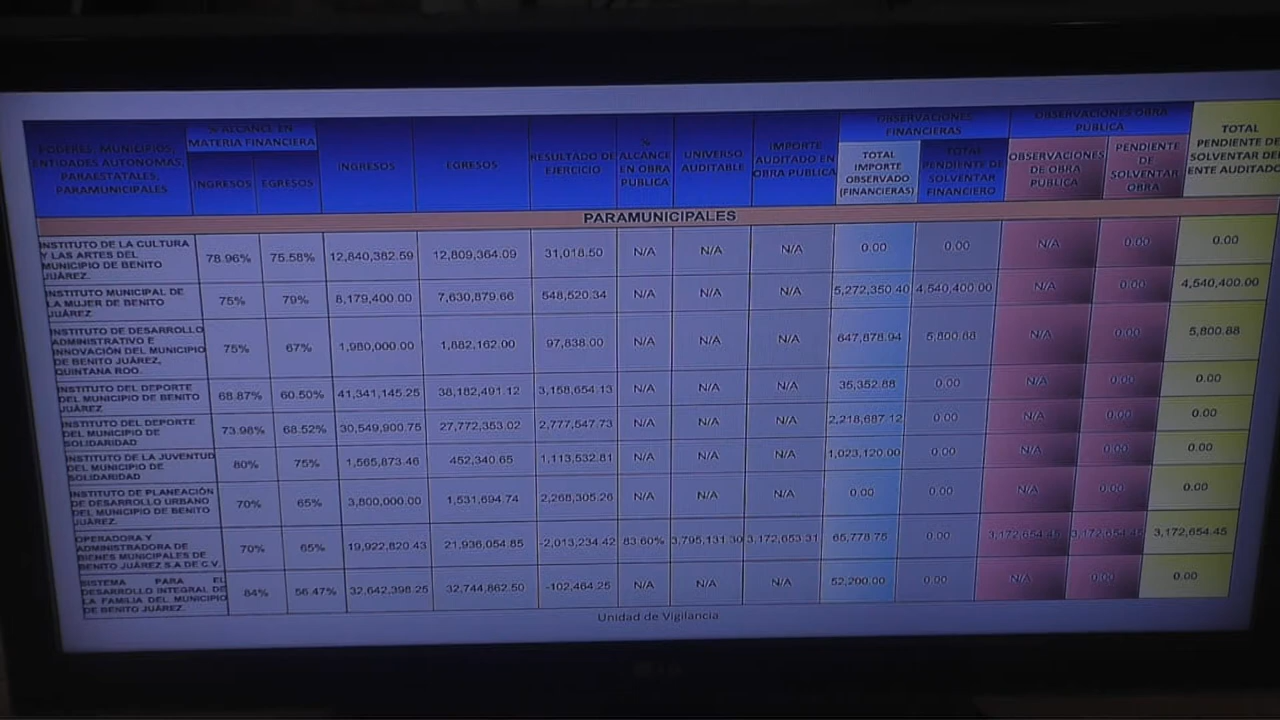 PODERES, MUNICIPIOS,
ENTIDADES AUTONOMAS,
PARAESTATALES,
PARAMUNICIPALES
% ALCANCE EN
MATERIA FINANCIERA
INGRESOS EGRESOS
INGRESOS
EGRESOS
RESULTADO DE
EJERCICIO
%
ALCANCE
EN OBRA
PUBLICA
UNIVERSO
AUDITABLE
IMPORTE
AUDITADO EN
OBRA PUBLICA
OBSERVACIONES
FINANCIERAS
TOTAL
IMPORTE
OBSERVADO
(FINANCIERAS)
TOTAL
PENDIENTE DE
SOLVENTAR
FINANCIERO
OBSERVACIONES OBRA
PUBLICA
OBSERVACIONES
DE OBRA
PUBLICA
PENDIENTE
DE
SOLVENTAR
OBRA
TOTAL
PENDIENTE DE
SOLVENTAR DEL
ENTE AUDITADO
PARAMUNICIPALES
INSTITUTO DE LA CULTURA
Y LAS ARTES DEL
MUNICIPIO DE BENITO
JUÁREZ.
78.96% 75.58% 12,840,382.59 12,809,364.09 31,018.50 N/A N/A N/A 0.00 0.00 N/A 0.00 0.00
INSTITUTO MUNICIPAL DE
LA MUJER DE BENITO
JUÁREZ
75% 79% 8,179,400.00 7,630,879.66 548,520.34 N/A N/A N/A 5,272,350.40 4,540,400.00 N/A 0.00 4,540,400.00
INSTITUTO DE DESARROLLO
ADMINISTRATIVO E
INNOVACIÓN DEL MUNICIPIO
DE BENITO JUÁREZ,
QUINTANA ROO.
75% 67% 1,980,000.00 1,882,162.00 97,838.00 N/A N/A N/A 647,878.94 5,800.88 N/A 0.00 5,800.88
INSTITUTO DEL DEPORTE
DEL MUNICIPIO DE BENITO
JUÁREZ
68.87% 60.50% 41,341,145.25 38,182,491.12 3,158,654.13 N/A N/A N/A 35,352.88 0.00 N/A 0.00 0.00
INSTITUTO DEL DEPORTE
DEL MUNICIPIO DE
SOLIDARIDAD
73.98% 68.52% 30,549,900.75 27,772,353.02 2,777,547.73 N/A N/A N/A 2,218,687.12 0.00 N/A 0.00 0.00
INSTITUTO DE LA JUVENTUD
DEL MUNICIPIO DE
SOLIDARIDAD
80% 75% 1,565,873.46 452,340.65 1,113,532.81 N/A N/A N/A 1,023,120.00 0.00 N/A 0.00 0.00
INSTITUTO DE PLANEACIÓN
DE DESARROLLO URBANO
DEL MUNICIPIO DE BENITO
JUÁREZ.
70% 65% 3,800,000.00 1,531,694.74 2,268,305.26 N/A N/A N/A 0.00 0.00 N/A 0.00 0.00
OPERADORA Y
ADMINISTRADORA DE
BIENES MUNICIPALES DE
BENITO JUÁREZ S.A DE C.V.
70% 65% 19,922,820.43 21,936,054.85 -2,013,234.42 83.60% 3,795,131.30 3,172,653.31 65,778.75 0.00 3,172,654.45 3,172,654.45 3,172,654.45
SISTEMA PARA EL
DESARROLLO INTEGRAL DE
LA FAMILIA DEL MUNICIPIO
DE BENITO JUÁREZ.
84% 56.47% 32,642,398.25 32,744,862.50 -102,464.25 N/A N/A N/A 52,200.00 0.00 N/A 0.00 0.00
Unidad de Vigilancia